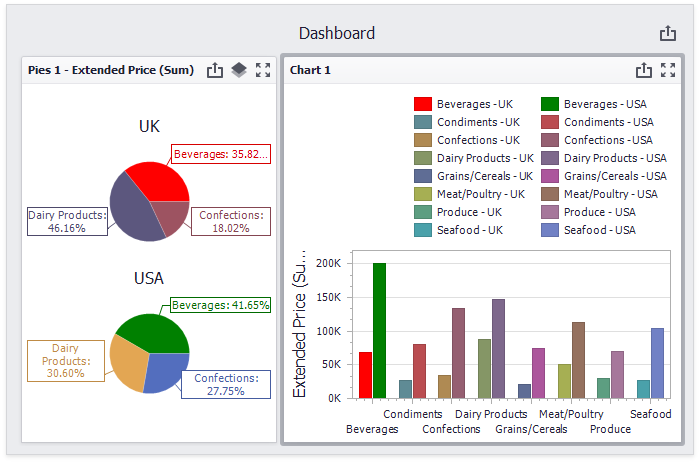 Dashboard
Pies 1 - Extended Price (Sum)
UK
Beverages: 35.82...
Dairy Products:
46.16%
Confections:
18.02%
USA
Beverages: 41.65%
Dairy
Products:
30.60%
Confections:
27.75%
Chart 1
Beverages - UK
Beverages - USA
Condiments - UK
Condiments - USA
Confections - UK
Confections - USA
Dairy Products - UK
Dairy Products - USA
Grains/Cereals - UK
Grains/Cereals - USA
Meat/Poultry - UK
Meat/Poultry - USA
Produce - UK
Produce - USA
Seafood - UK
Seafood - USA
Extended Price (Su...
200K
150K
100K
50K
0K
Beverages
Condiments
Confections
Dairy Products
Grains/Cereals
Meat/Poultry
Produce
Seafood